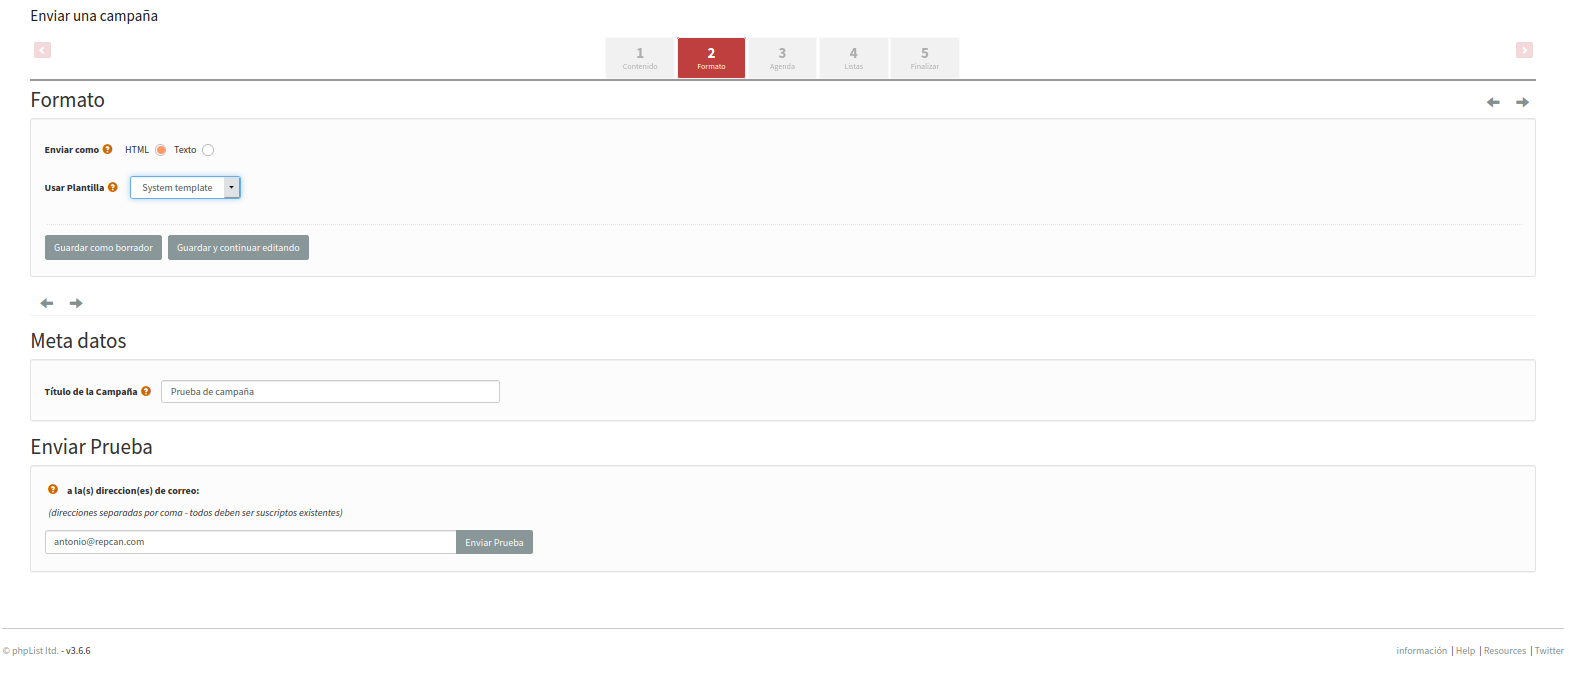 Enviar una campaña
1 2 3 4 5
Contenido Formato Agenda Listas Finalizar
Formato
Enviar como HTML Texto
Usar Plantilla System template
Guardar como borrador Guardar y continuar editando
Meta datos
Título de la Campaña Prueba de campaña
Enviar Prueba
a la(s) direccion(es) de correo:
(direcciones separadas por coma - todos deben ser suscriptos existentes)
antonio@repcan.com Enviar Prueba
© phpList ltd. - v3.6.6 información | Help | Resources | Twitter